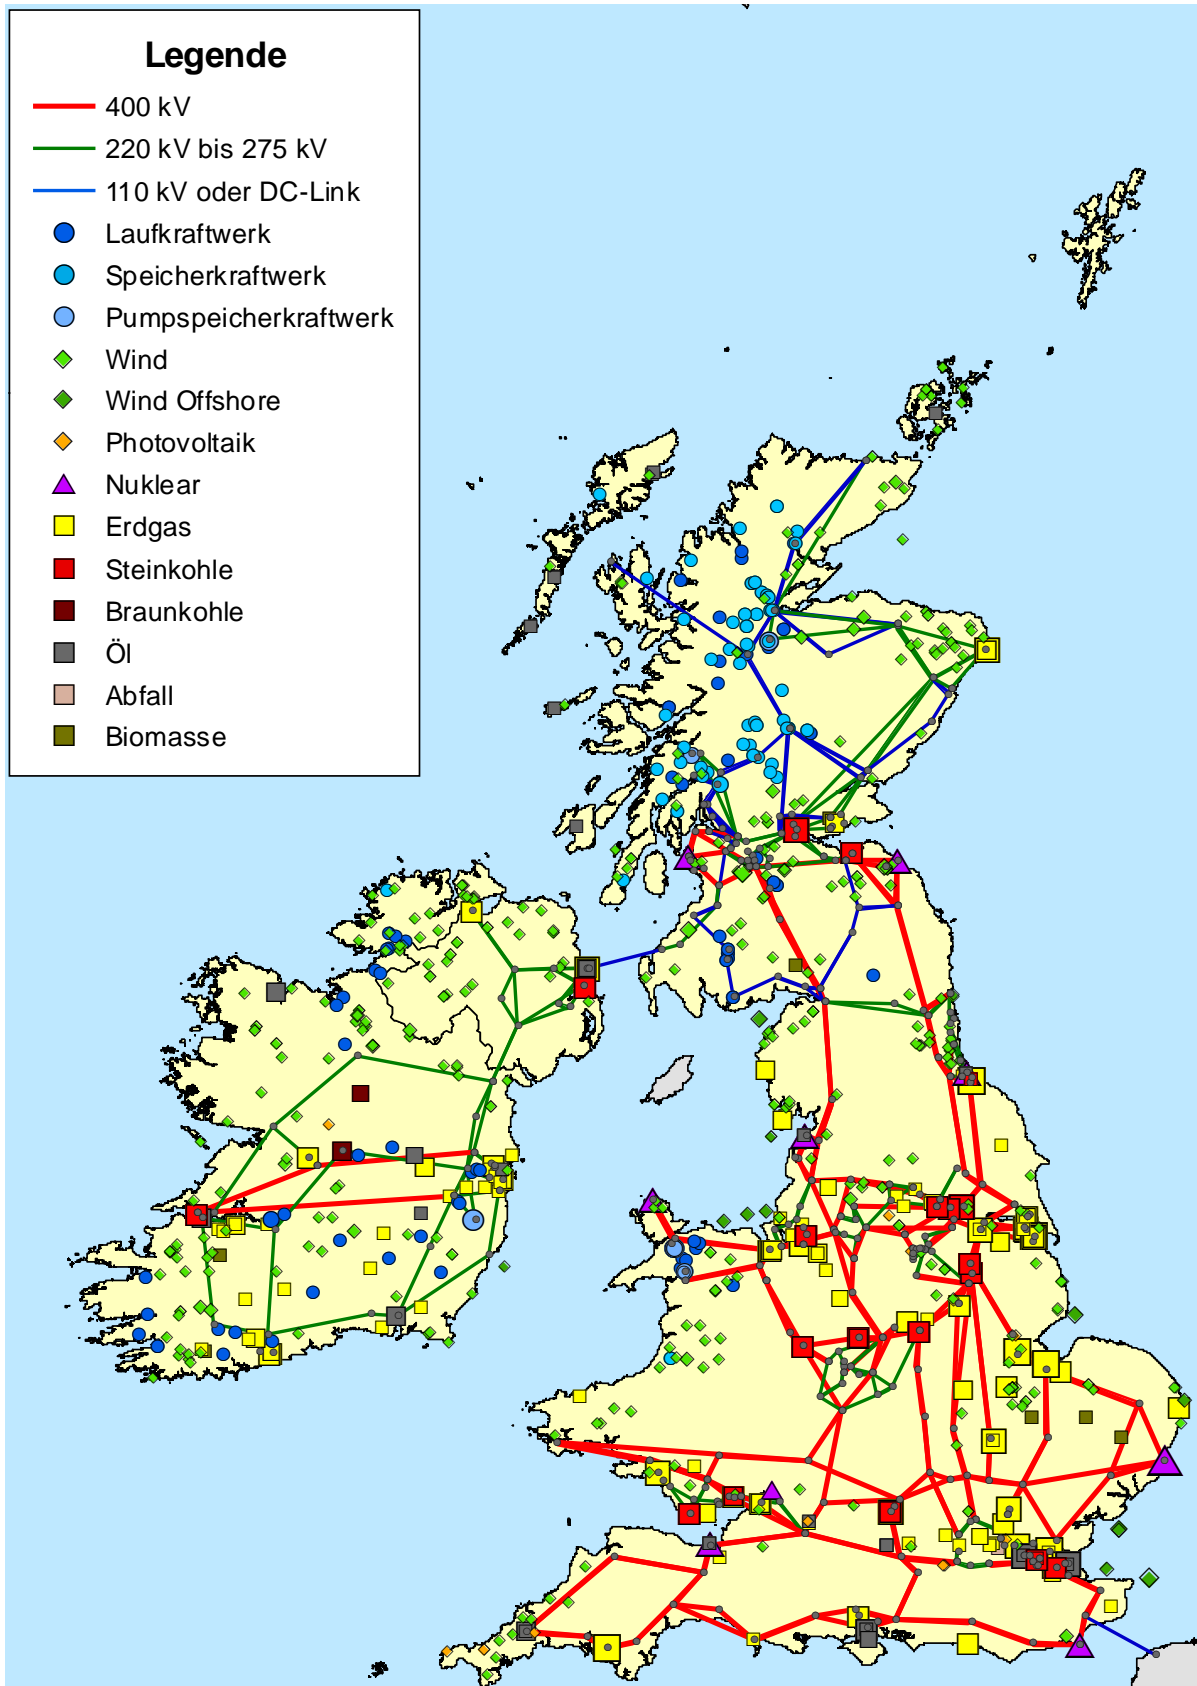 Legende
400 kV
220 kV bis 275 kV
110 kV oder DC-Link
Laufkraftwerk
Speicherkraftwerk
Pumpspeicherkraftwerk
Wind
Wind Offshore
Photovoltaik
Nuklear
Erdgas
Steinkohle
Braunkohle
Öl
Abfall
Biomasse